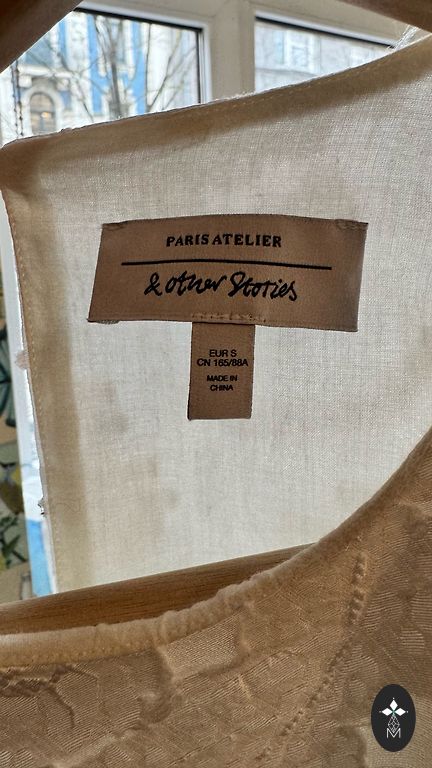 PARIS ATELIER
& other Stories
EUR S
CN 165/88A
MADE IN
CHINA
M